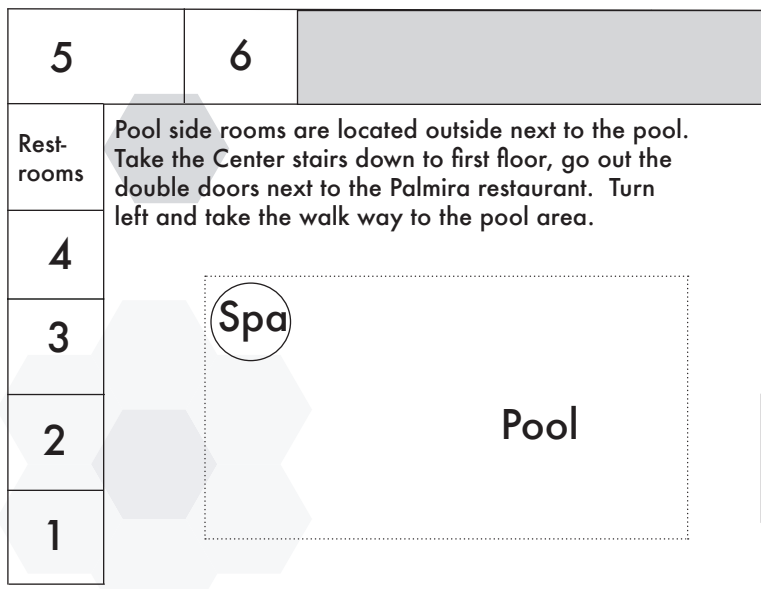 5
6
Rest-
rooms
Pool side rooms are located outside next to the pool.
Take the Center stairs down to first floor, go out the
double doors next to the Palmira restaurant.  Turn
left and take the walk way to the pool area.
4
3
2
1
Spa
Pool